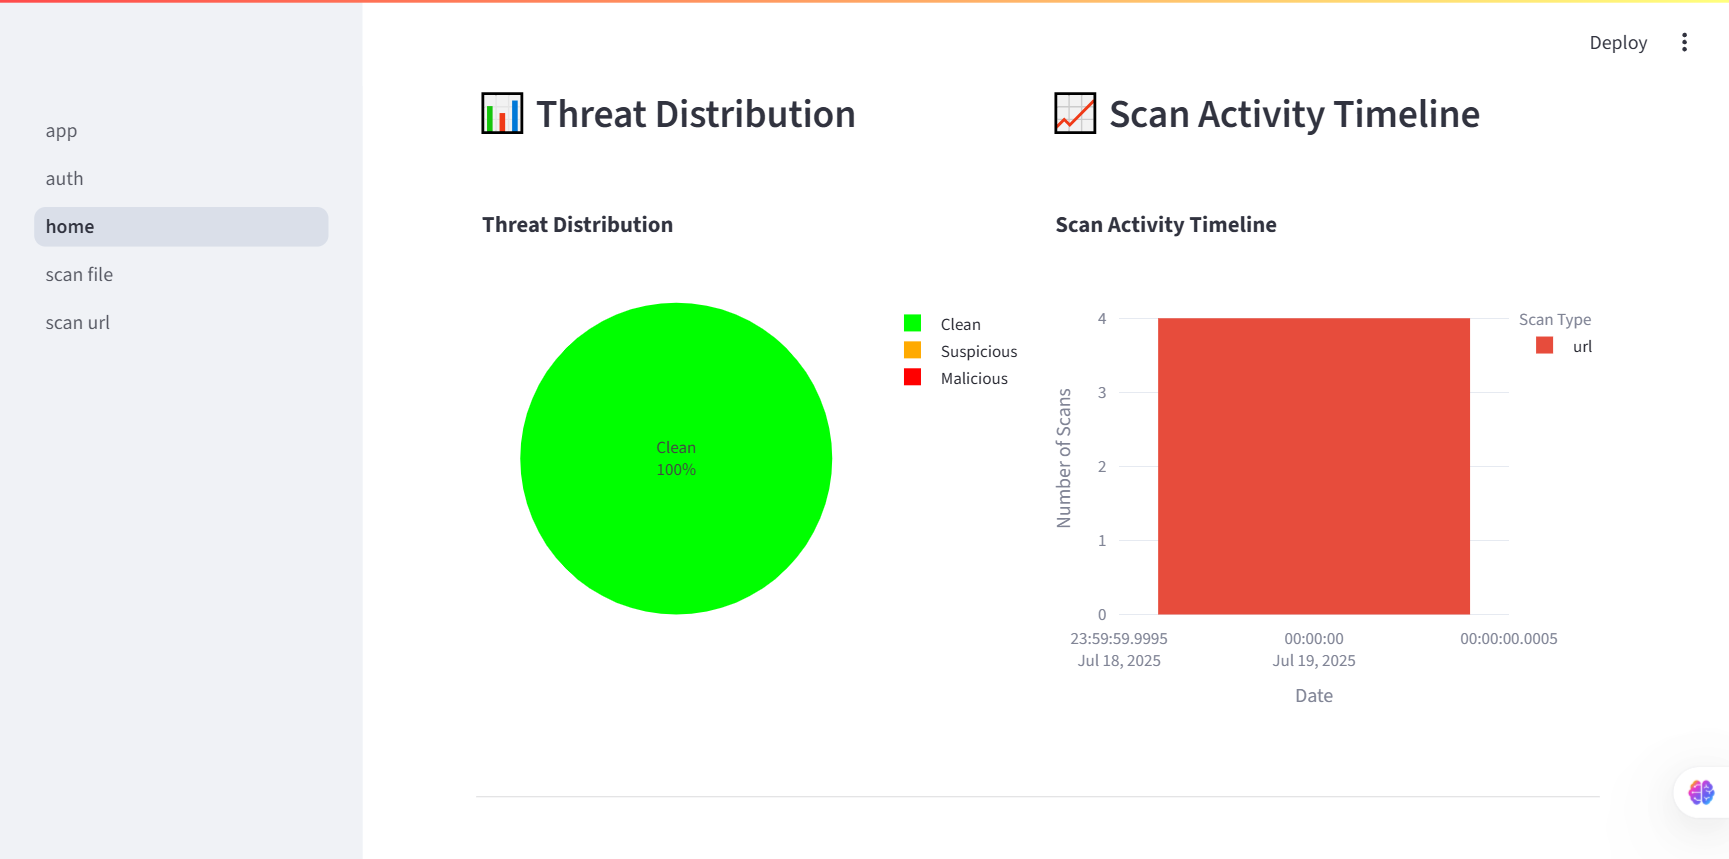 Deploy
app
auth
home
scan file
scan url
Threat Distribution
Threat Distribution
Clean
Suspicious
Malicious
Clean
100%
Scan Activity Timeline
Scan Activity Timeline
Scan Type
url
Number of Scans
4
3
2
1
0
23:59:59.9995
Jul 18, 2025
00:00:00
Jul 19, 2025
00:00:00.0005
Date